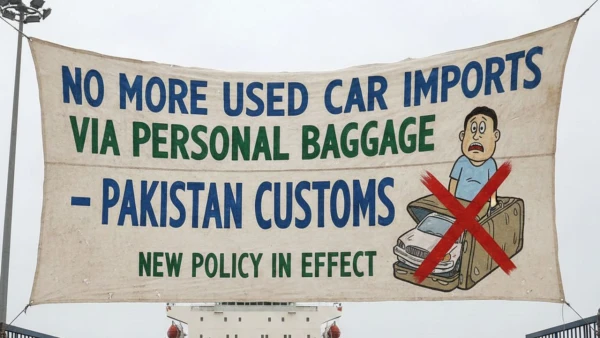 NO MORE USED CAR IMPORTS
VIA PERSONAL BAGGAGE
– PAKISTAN CUSTOMS
NEW POLICY IN EFFECT